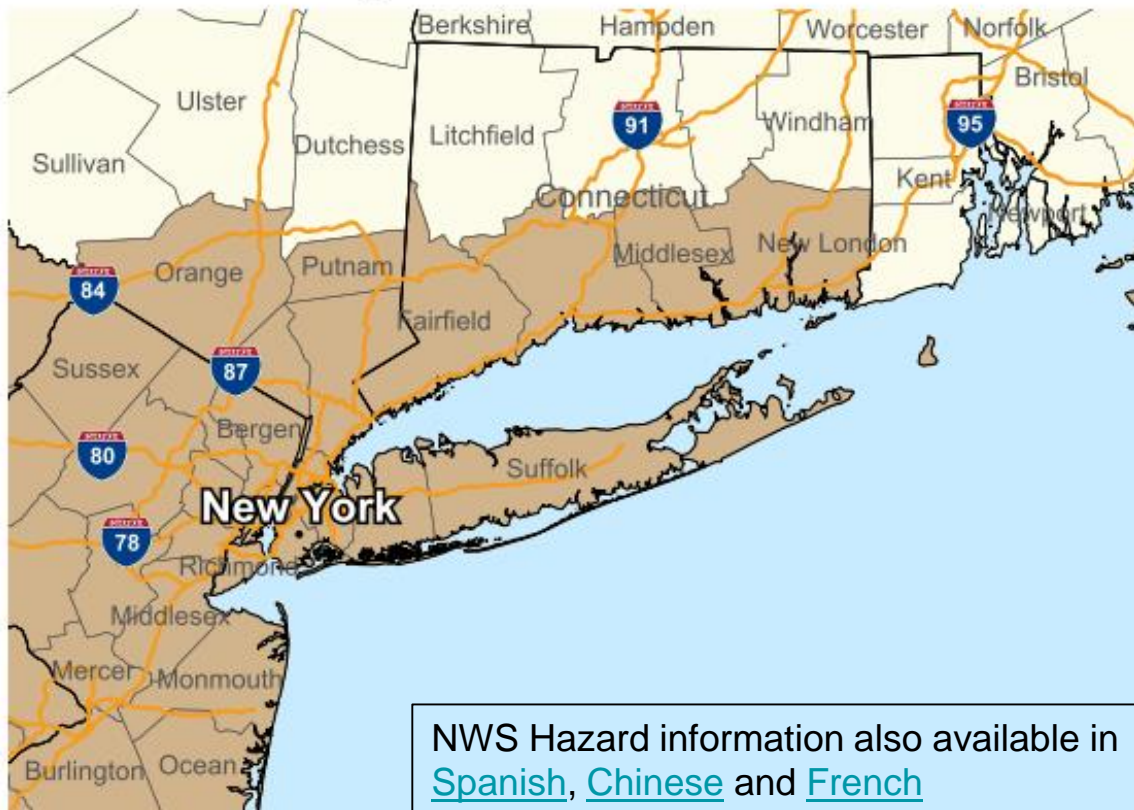 Berkshire
Hampden
Worcester
Norfolk
Bristol
Ulster
Dutchess
Litchfield
91
Windham
95
Sullivan
Kent
Connecticut
Newport
Orange
Putnam
Middlesex
New London
84
Fairfield
Sussex
87
Bergen
80
Suffolk
New York
78
Richmond
Middlesex
Mercer
Monmouth
Burlington
Ocean
NWS Hazard information also available in
Spanish, Chinese and French